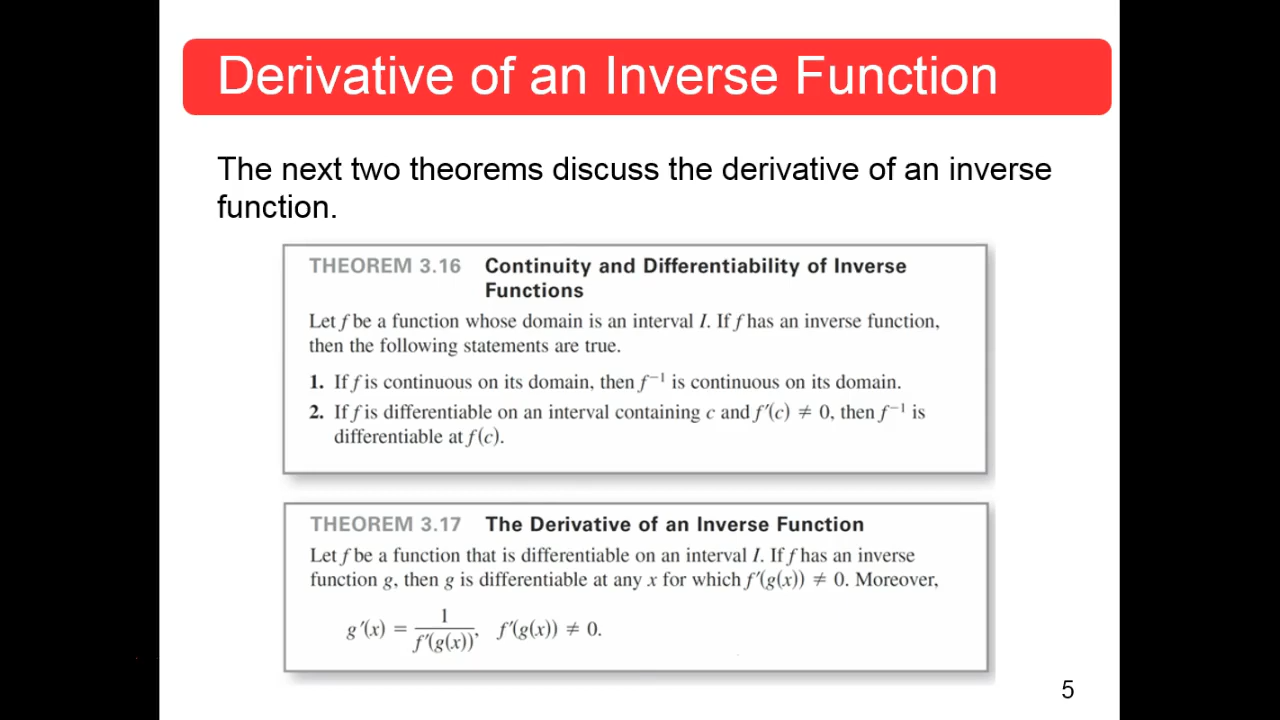 Derivative of an Inverse Function
The next two theorems discuss the derivative of an inverse
function.
THEOREM 3.16 Continuity and Differentiability of Inverse
Functions
Let f be a function whose domain is an interval I. If f has an inverse function,
then the following statements are true.
1. If f is continuous on its domain, then f⁻¹ is continuous on its domain.
2. If f is differentiable on an interval containing c and f′(c) ≠ 0, then f⁻¹ is
differentiable at f(c).
THEOREM 3.17 The Derivative of an Inverse Function
Let f be a function that is differentiable on an interval I. If f has an inverse
function g, then g is differentiable at any x for which f′(g(x)) ≠ 0. Moreover,
g′(x) = 1/f′(g(x)), f′(g(x)) ≠ 0.
5